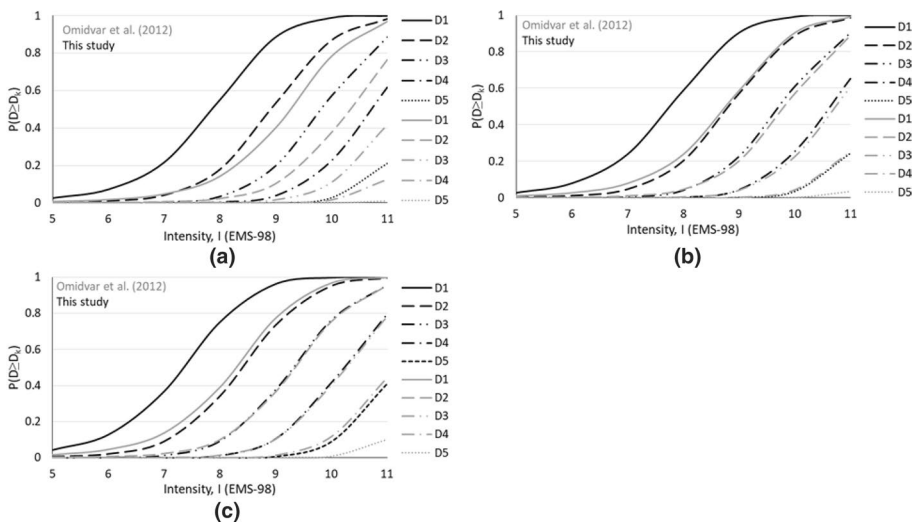 1
0.8
0.6
0.4
0.2
0
P(D≥Dk)
Omidvar et al. (2012)
This study
5 6 7 8 9 10 11
Intensity, I (EMS-98)
D1
D2
D3
D4
D5
D1
D2
D3
D4
D5
(a)
1
0.8
0.6
0.4
0.2
0
P(D≥Dk)
Omidvar et al. (2012)
This study
5 6 7 8 9 10 11
Intensity, I (EMS-98)
D1
D2
D3
D4
D5
D1
D2
D3
D4
D5
(b)
1
0.8
0.6
0.4
0.2
0
P(D≥Dk)
Omidvar et al. (2012)
This study
5 6 7 8 9 10 11
Intensity, I (EMS-98)
D1
D2
D3
D4
D5
D1
D2
D3
D4
D5
(c)